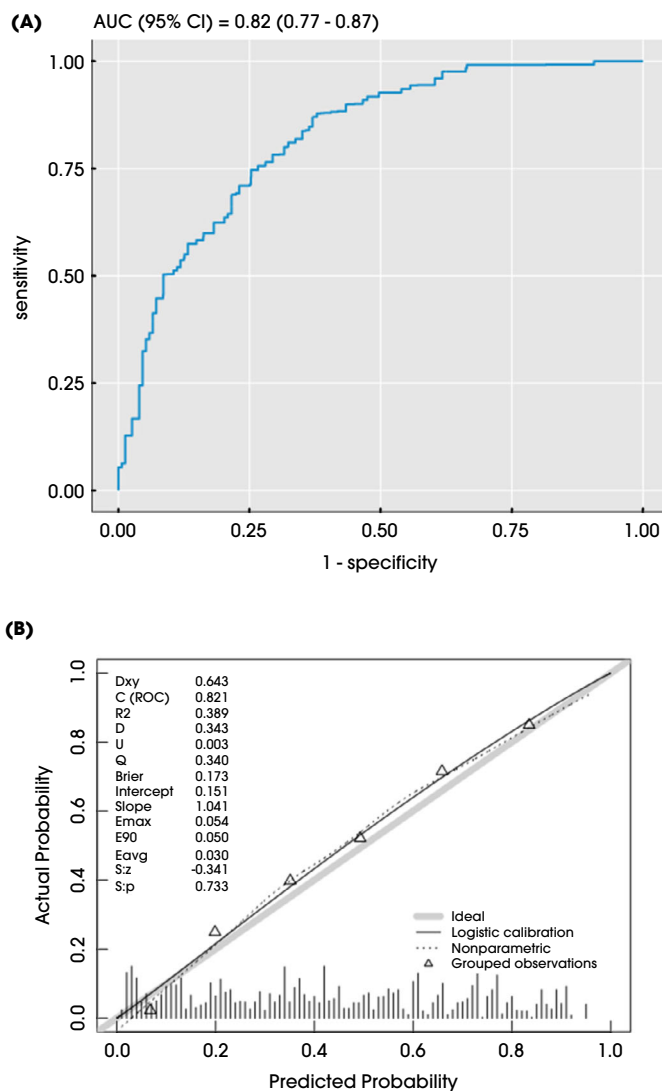 (A)
AUC (95% CI) = 0.82 (0.77 - 0.87)
1.00
0.75
0.50
0.25
0.00
sensitivity
0.00 0.25 0.50 0.75 1.00
1 - specificity
(B)
Actual Probability
1.0
0.8
0.6
0.4
0.2
0.0
Dxy 0.643
C (ROC) 0.821
R2 0.389
D 0.343
U 0.003
Q 0.340
Brier 0.173
Intercept 0.151
Slope 1.041
Emax 0.054
E90 0.050
Eavg 0.030
S:z -0.341
S:p 0.733
Ideal
Logistic calibration
Nonparametric
Grouped observations
0.0 0.2 0.4 0.6 0.8 1.0
Predicted Probability